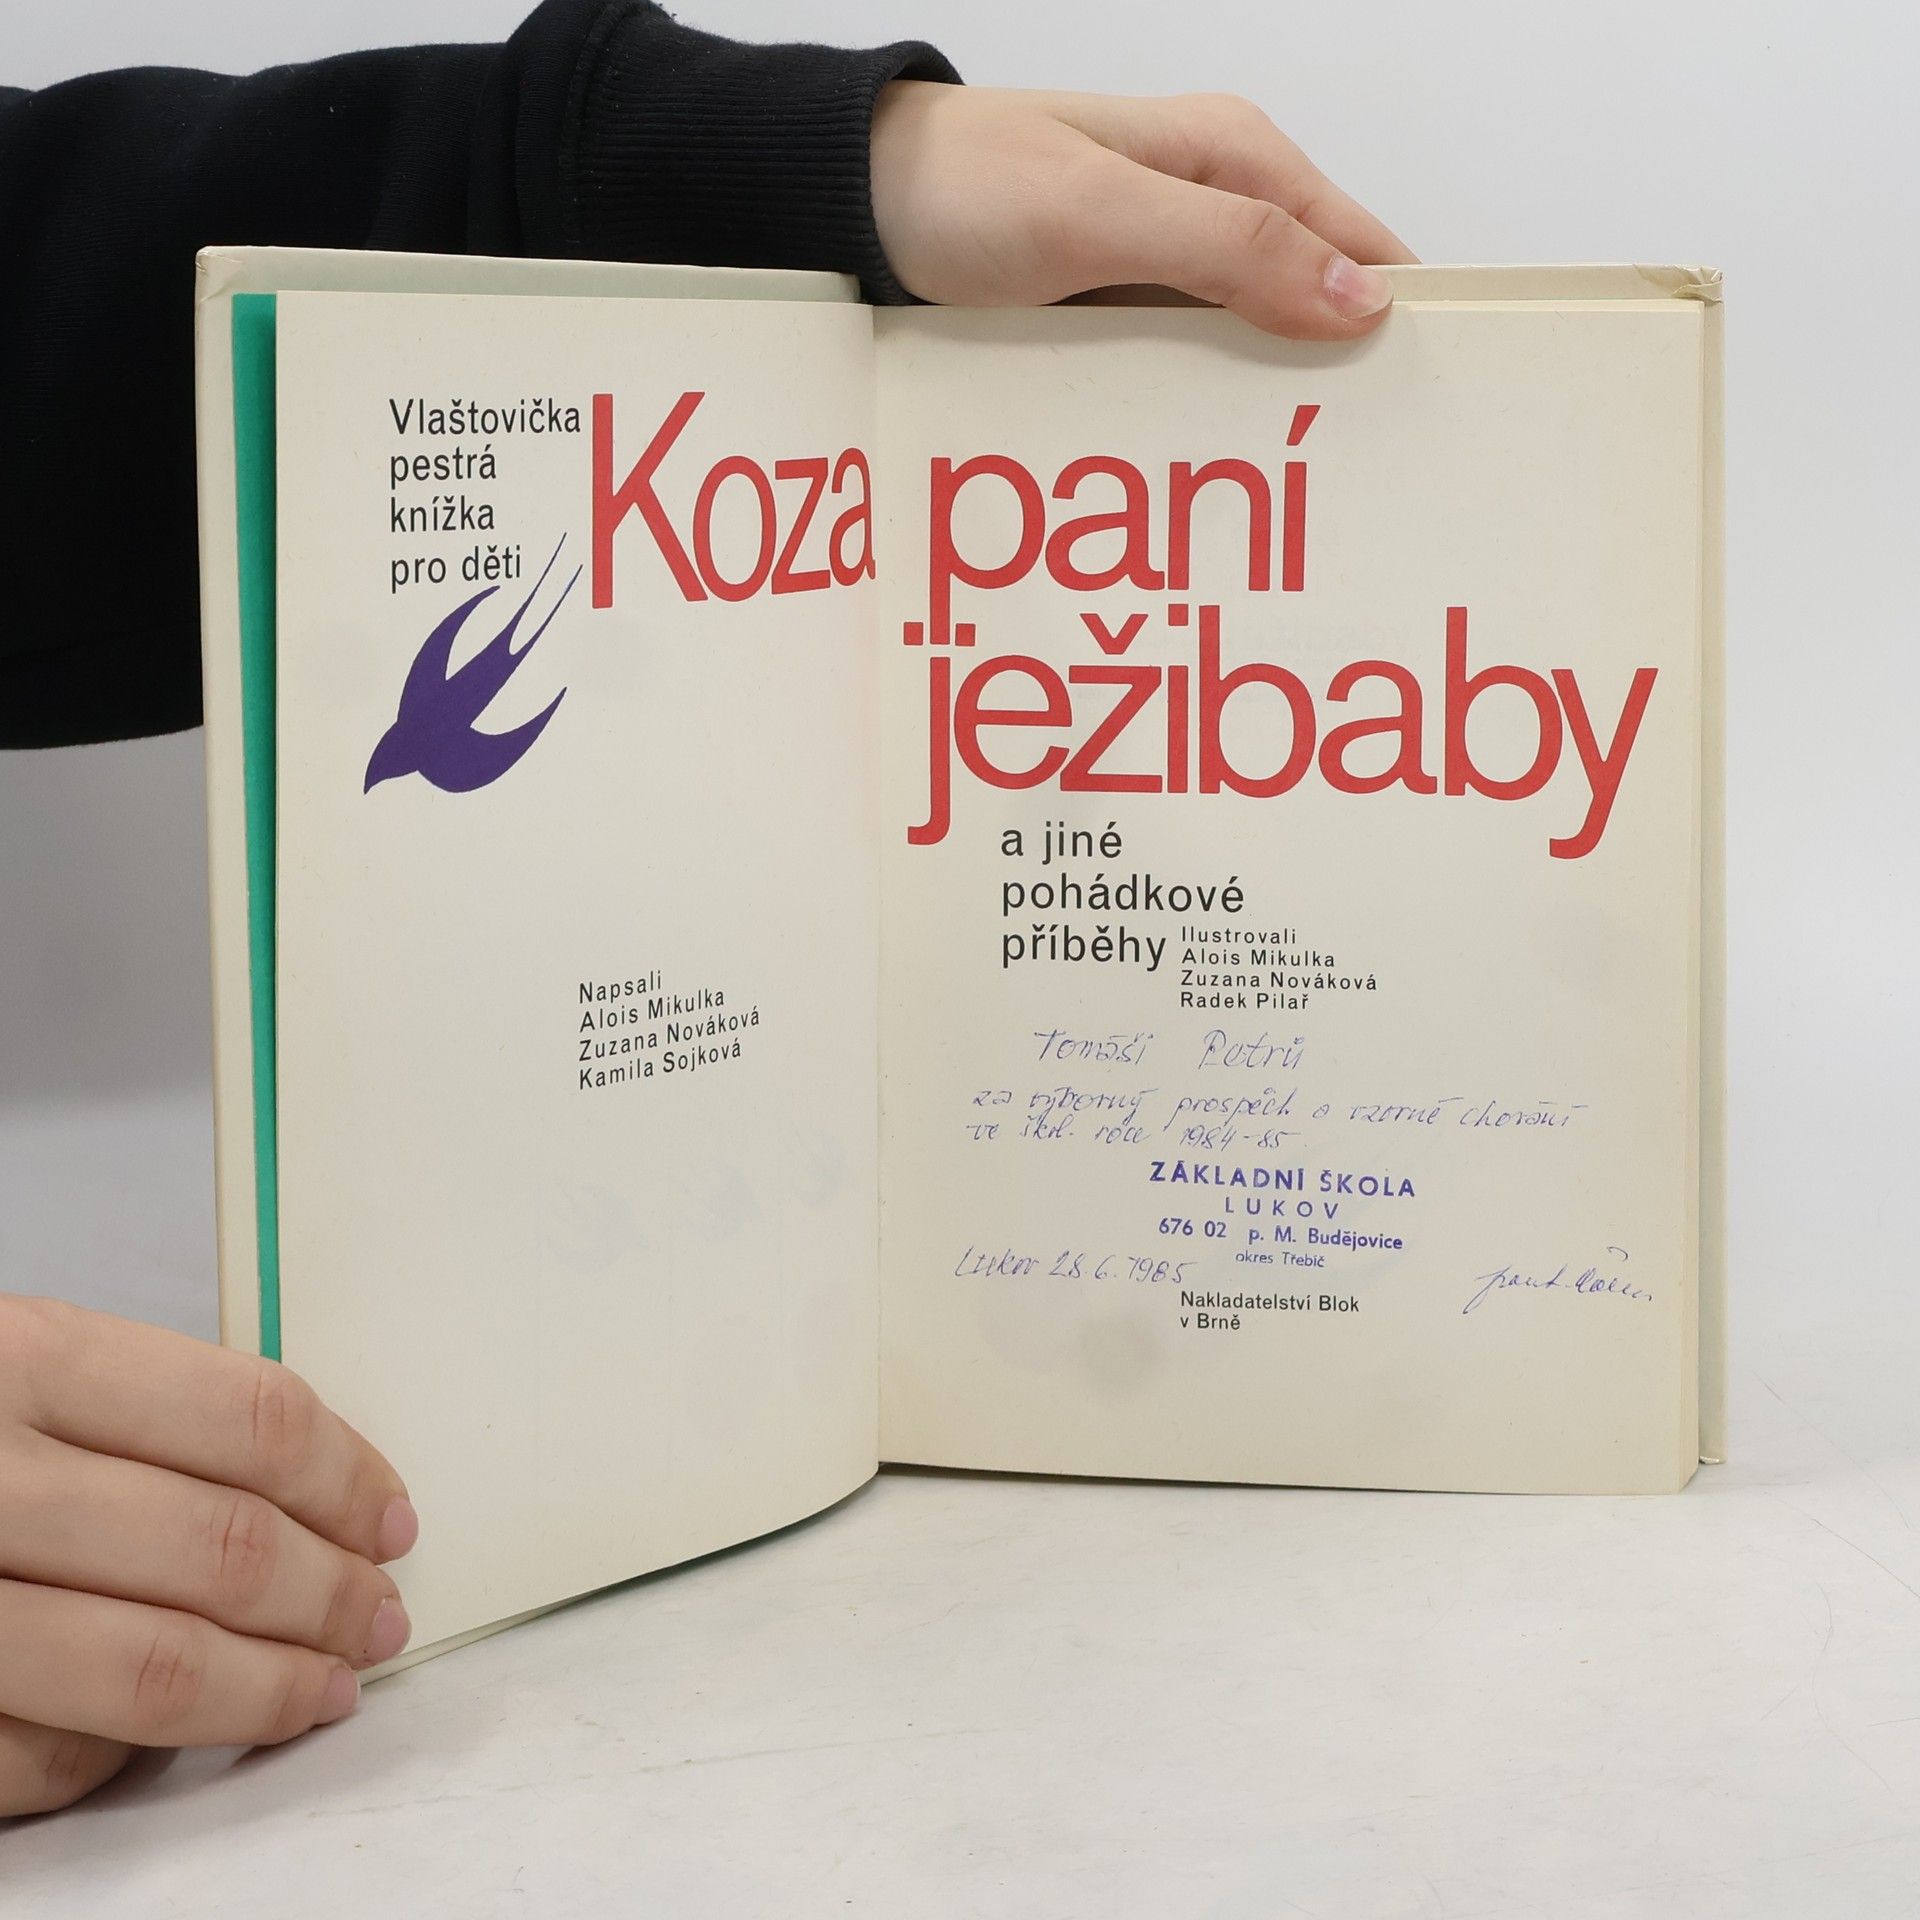 Vlaštovička
pestrá
knížka
pro děti
Koza paní
ježibaby
a jiné
pohádkové
příběhy
Ilustrovali
Alois Mikulka
Zuzana Nováková
Radek Pilař
Napsali
Alois Mikulka
Zuzana Nováková
Kamila Sojková
Tomáši Petrů
za výborný prospěch a vzorné chování
ve škol. roce 1984-85.
ZÁKLADNÍ ŠKOLA
LUKOV
676 02 p. M. Budějovice
okres Třebíč
Lukov 28.6.1985
Nakladatelství Blok
v Brně